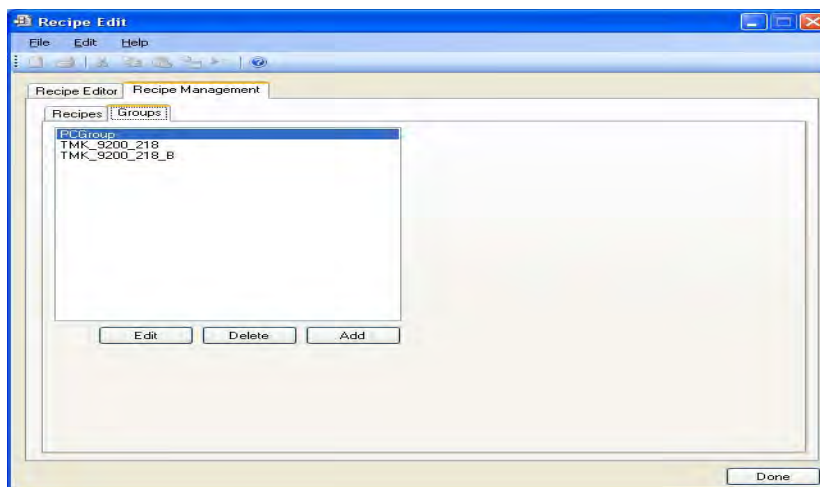 Recipe Edit
File Edit Help
Recipe Editor Recipe Management
Recipes Groups
PCGroup
TMK_9200_218
TMK_9200_218_B
Edit Delete Add
Done